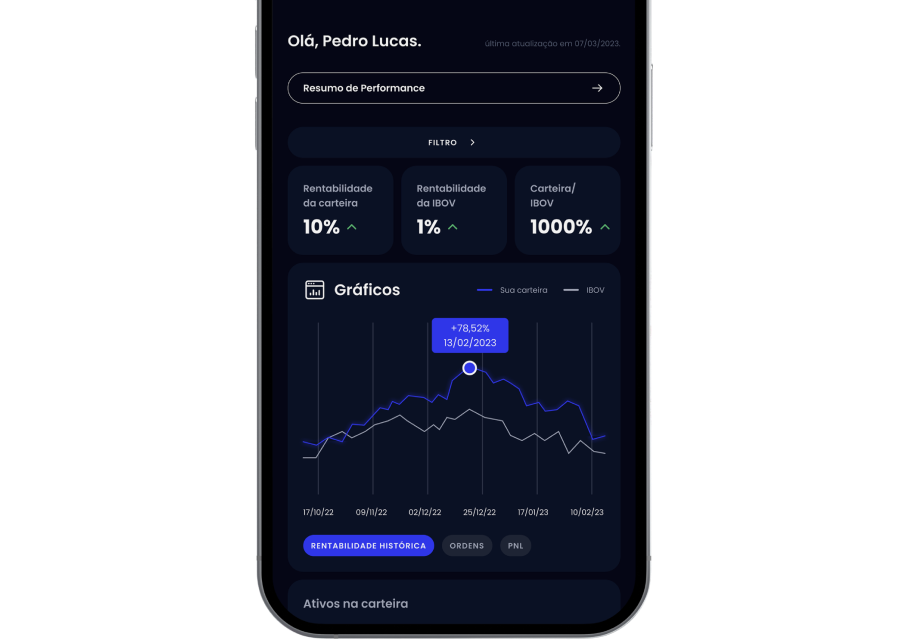 Olá, Pedro Lucas.
última atualização em 07/03/2023.
Resumo de Performance
FILTRO
Rentabilidade
da carteira
10%
Rentabilidade
da IBOV
1%
Carteira/
IBOV
1000%
Gráficos
Sua carteira
IBOV
+78,52%
13/02/2023
17/10/22 09/11/22 02/12/22 25/12/22 17/01/23 10/02/23
RENTABILIDADE HISTÓRICA
ORDENS
PNL
Ativos na carteira